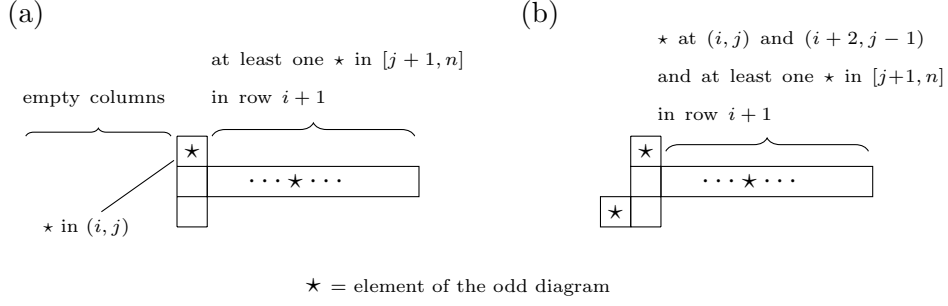 (a)
at least one ⋆ in [j + 1, n]
empty columns
in row i + 1
⋆
· · · ⋆ · · ·
⋆ in (i, j)
(b)
⋆ at (i, j) and (i + 2, j − 1)
and at least one ⋆ in [j+1, n]
in row i + 1
⋆
· · · ⋆ · · ·
⋆
⋆ = element of the odd diagram